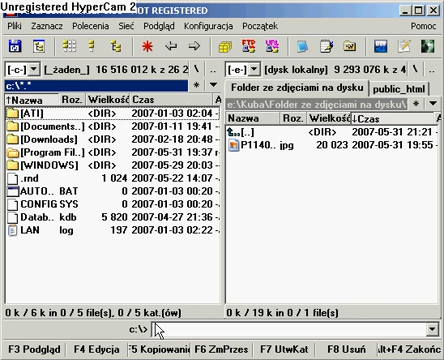 Unregistered HyperCam 2 OT REGISTERED
Pliki Zaznacz Polecenia Sieć Podgląd Konfiguracja Początek Pomoc
FTP URL
[-c-] [_żaden_] 16 516 012 k z 26 2 \ .. [-e-] [dysk lokalny] 9 293 076 k z 4 \ ..
c:\*.* * Folder ze zdjęciami na dysku public_html
e:\Kuba\Folder ze zdjęciami na dysku\
↑Nazwa Roz. Wielkość Czas Nazwa Roz. Wielkość ↓Czas A
[ATI] <DIR> 2007-01-03 02:04 -
[..] <DIR> 2007-05-31 21:21 -
[Documents..] <DIR> 2007-01-11 19:41 -
P1140.. jpg 20 023 2007-05-31 19:55 -
[Downloads] <DIR> 2007-02-18 20:48 -
[Program Fil..] <DIR> 2007-05-31 19:37 r
[WINDOWS] <DIR> 2007-05-29 20:03 -
.rnd 1 024 2007-05-22 14:07 -
AUTO.. BAT 0 2007-01-03 00:20 -
CONFIG SYS 0 2007-01-03 00:20 -
Datab.. kdb 5 820 2007-04-27 21:36 -
LAN log 197 2007-01-03 02:22 -
0 k / 6 k in 0 / 5 file(s), 0 / 5 kat.(ów) 0 k / 19 k in 0 / 1 file(s)
c:\>
F3 Podgląd F4 Edycja F5 Kopiowanie F6 ZmPrzes F7 UtwKat F8 Usuń Alt+F4 Zakończ